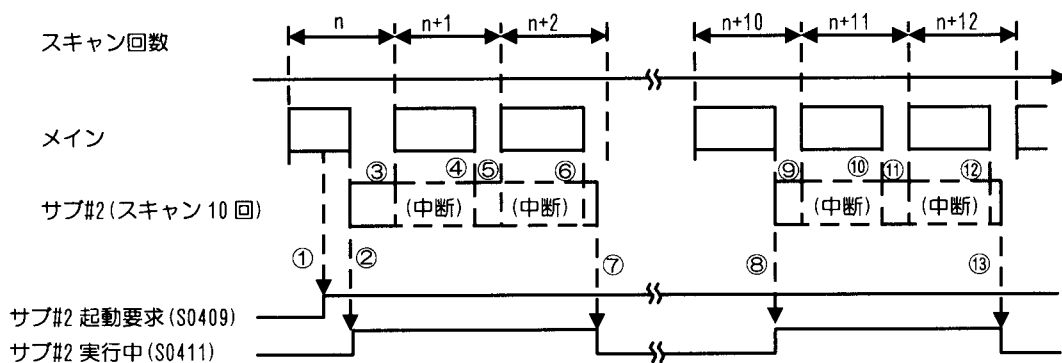 n n+1 n+2 n+10 n+11 n+12
スキャン回数
メイン
③ ④ ⑤ ⑥ ⑨ ⑩ ⑪ ⑫
サブ#2(スキャン10回) (中断) (中断) (中断) (中断)
① ② ⑦ ⑧ ⑬
サブ#2 起動要求(S0409)
サブ#2 実行中(S0411)